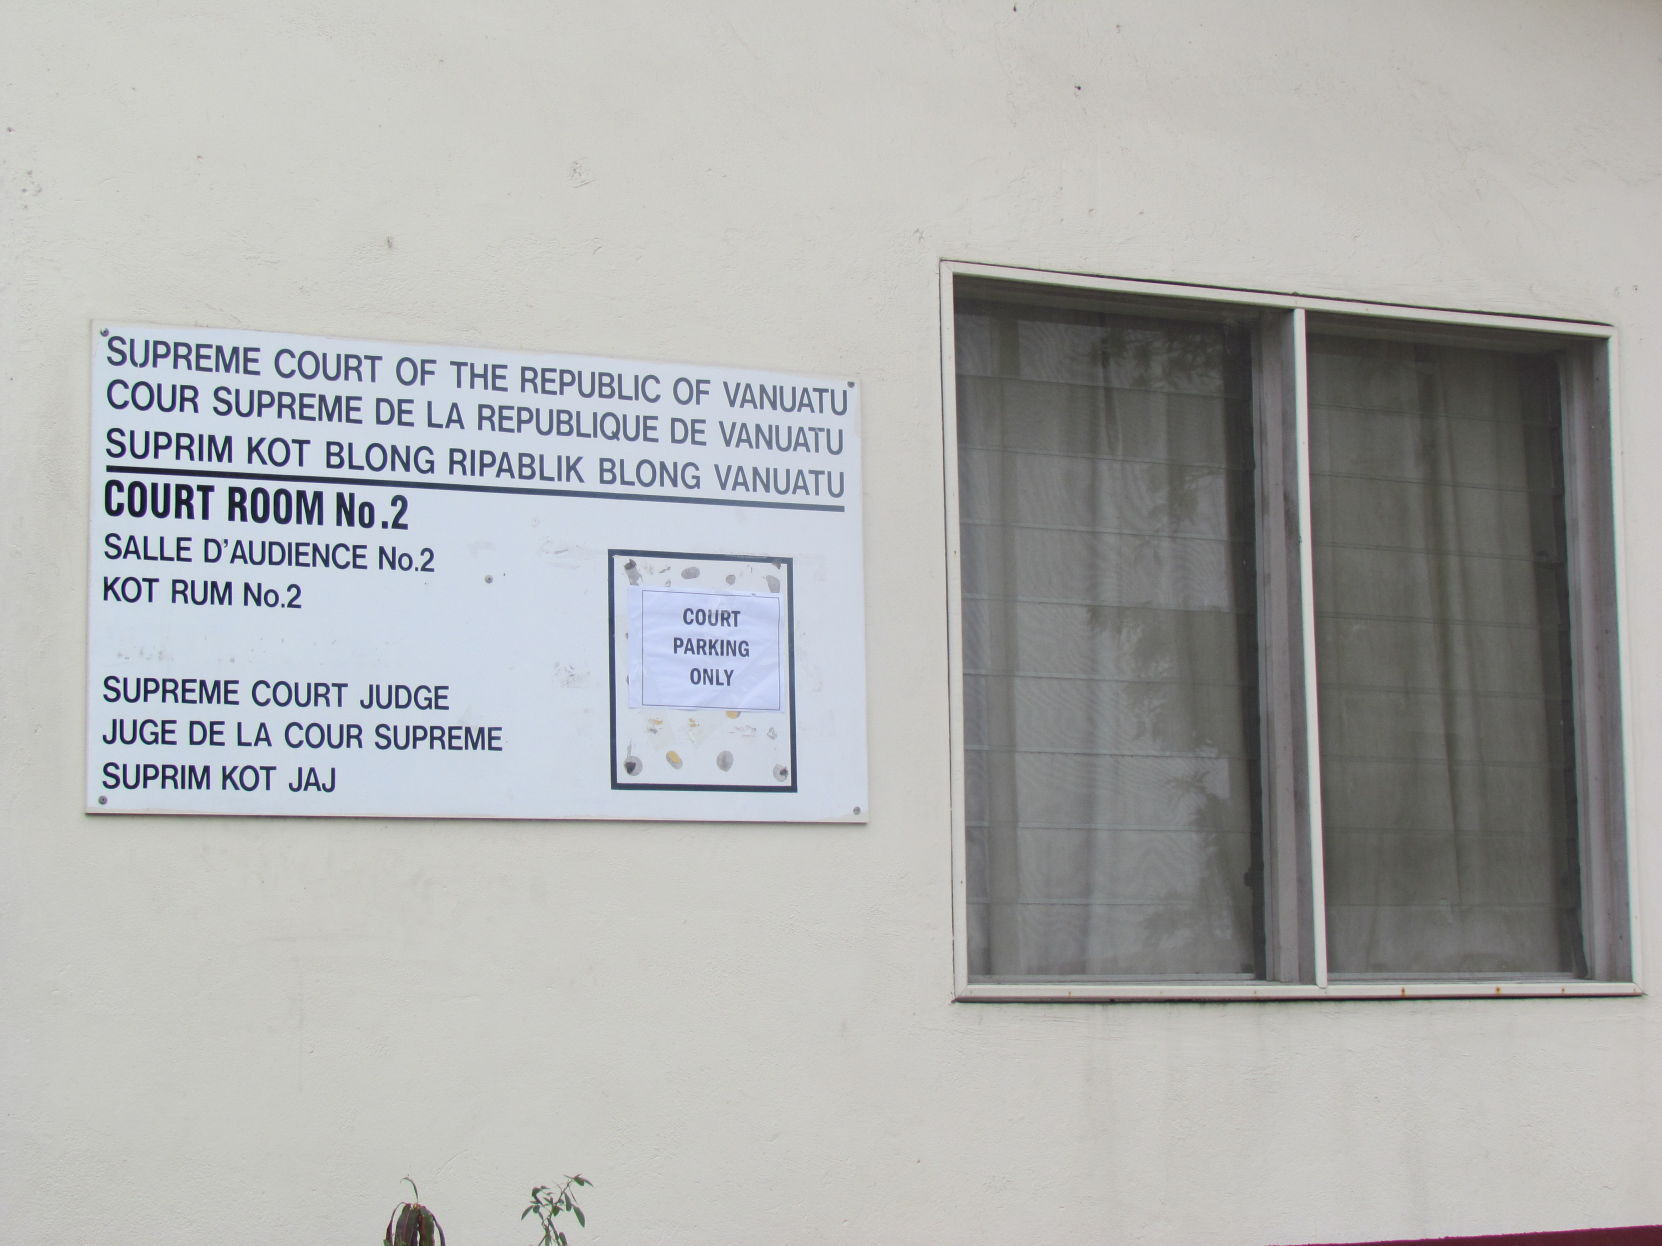 SUPREME COURT OF THE REPUBLIC OF VANUATU
COUR SUPREME DE LA REPUBLIQUE DE VANUATU
SUPRIM KOT BLONG RIPABLIK BLONG VANUATU
COURT ROOM No.2
SALLE D'AUDIENCE No.2
KOT RUM No.2
SUPREME COURT JUDGE
JUGE DE LA COUR SUPREME
SUPRIM KOT JAJ
COURT
PARKING
ONLY